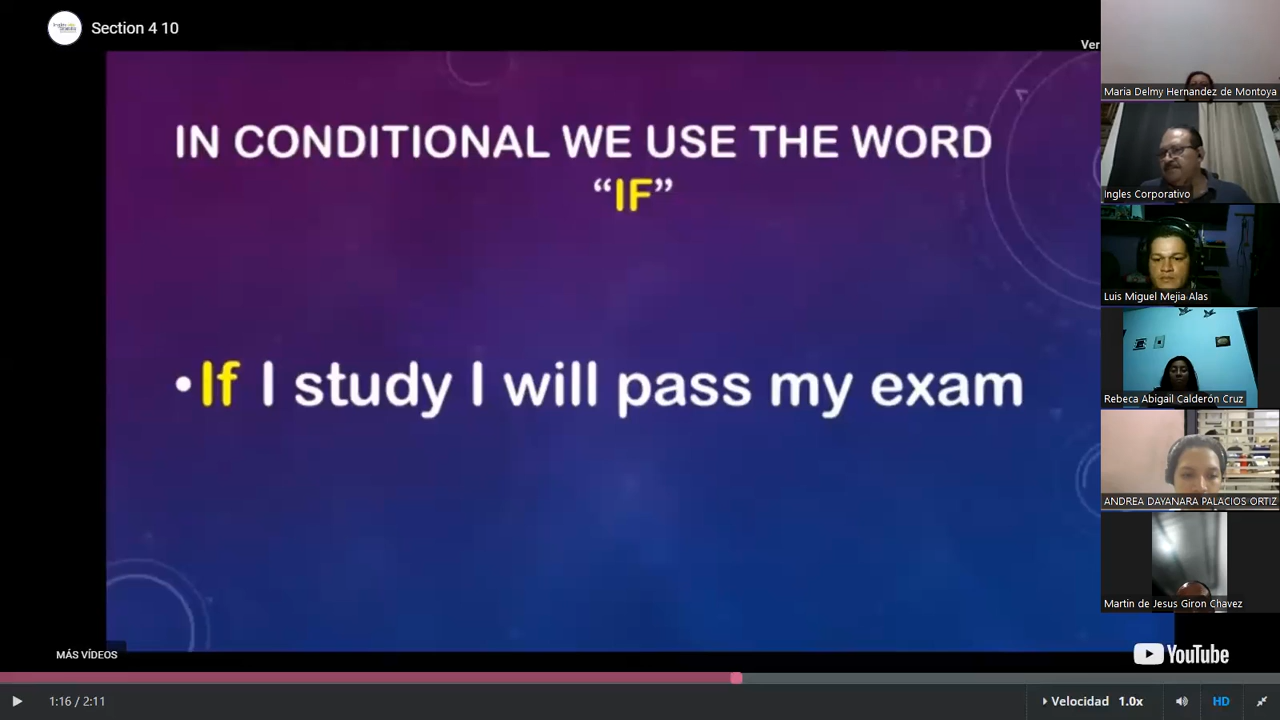 Section 4 10
Ver
IN CONDITIONAL WE USE THE WORD
“IF”
•If I study I will pass my exam
Maria Delmy Hernandez de Montoya
Ingles Corporativo
Luis Miguel Mejia Alas
Rebeca Abigail Calderón Cruz
ANDREA DAYANARA PALACIOS ORTIZ
Martin de Jesus Giron Chavez
MÁS VÍDEOS
YouTube
1:16 / 2:11
Velocidad 1.0x
HD